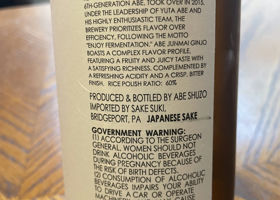 6TH-GENERATION ABE, TOOK OVER IN 2015.
UNDER THE LEADERSHIP OF YUTA ABE AND
HIS HIGHLY ENTHUSIASTIC TEAM, THE
BREWERY PRIORITIZES FLAVOR OVER
EFFICIENCY, FOLLOWING THE MOTTO
"ENJOY FERMENTATION." ABE JUNMAI GINJO
BOASTS A COMPLEX FLAVOR PROFILE,
FEATURING A FRUITY AND JUICY TASTE WITH
A SATISFYING RICHNESS, COMPLEMENTED BY
A REFRESHING ACIDITY AND A CRISP, BITTER
FINISH. RICE POLISH RATIO: 60%
PRODUCED & BOTTLED BY ABE SHUZO
IMPORTED BY SAKE SUKI,
BRIDGEPORT, PA JAPANESE SAKE
GOVERNMENT WARNING:
(1) ACCORDING TO THE SURGEON
GENERAL, WOMEN SHOULD NOT
DRINK ALCOHOLIC BEVERAGES
DURING PREGNANCY BECAUSE OF
THE RISK OF BIRTH DEFECTS.
(2) CONSUMPTION OF ALCOHOLIC
BEVERAGES IMPAIRS YOUR ABILITY
TO DRIVE A CAR OR OPERATE
MACHINERY